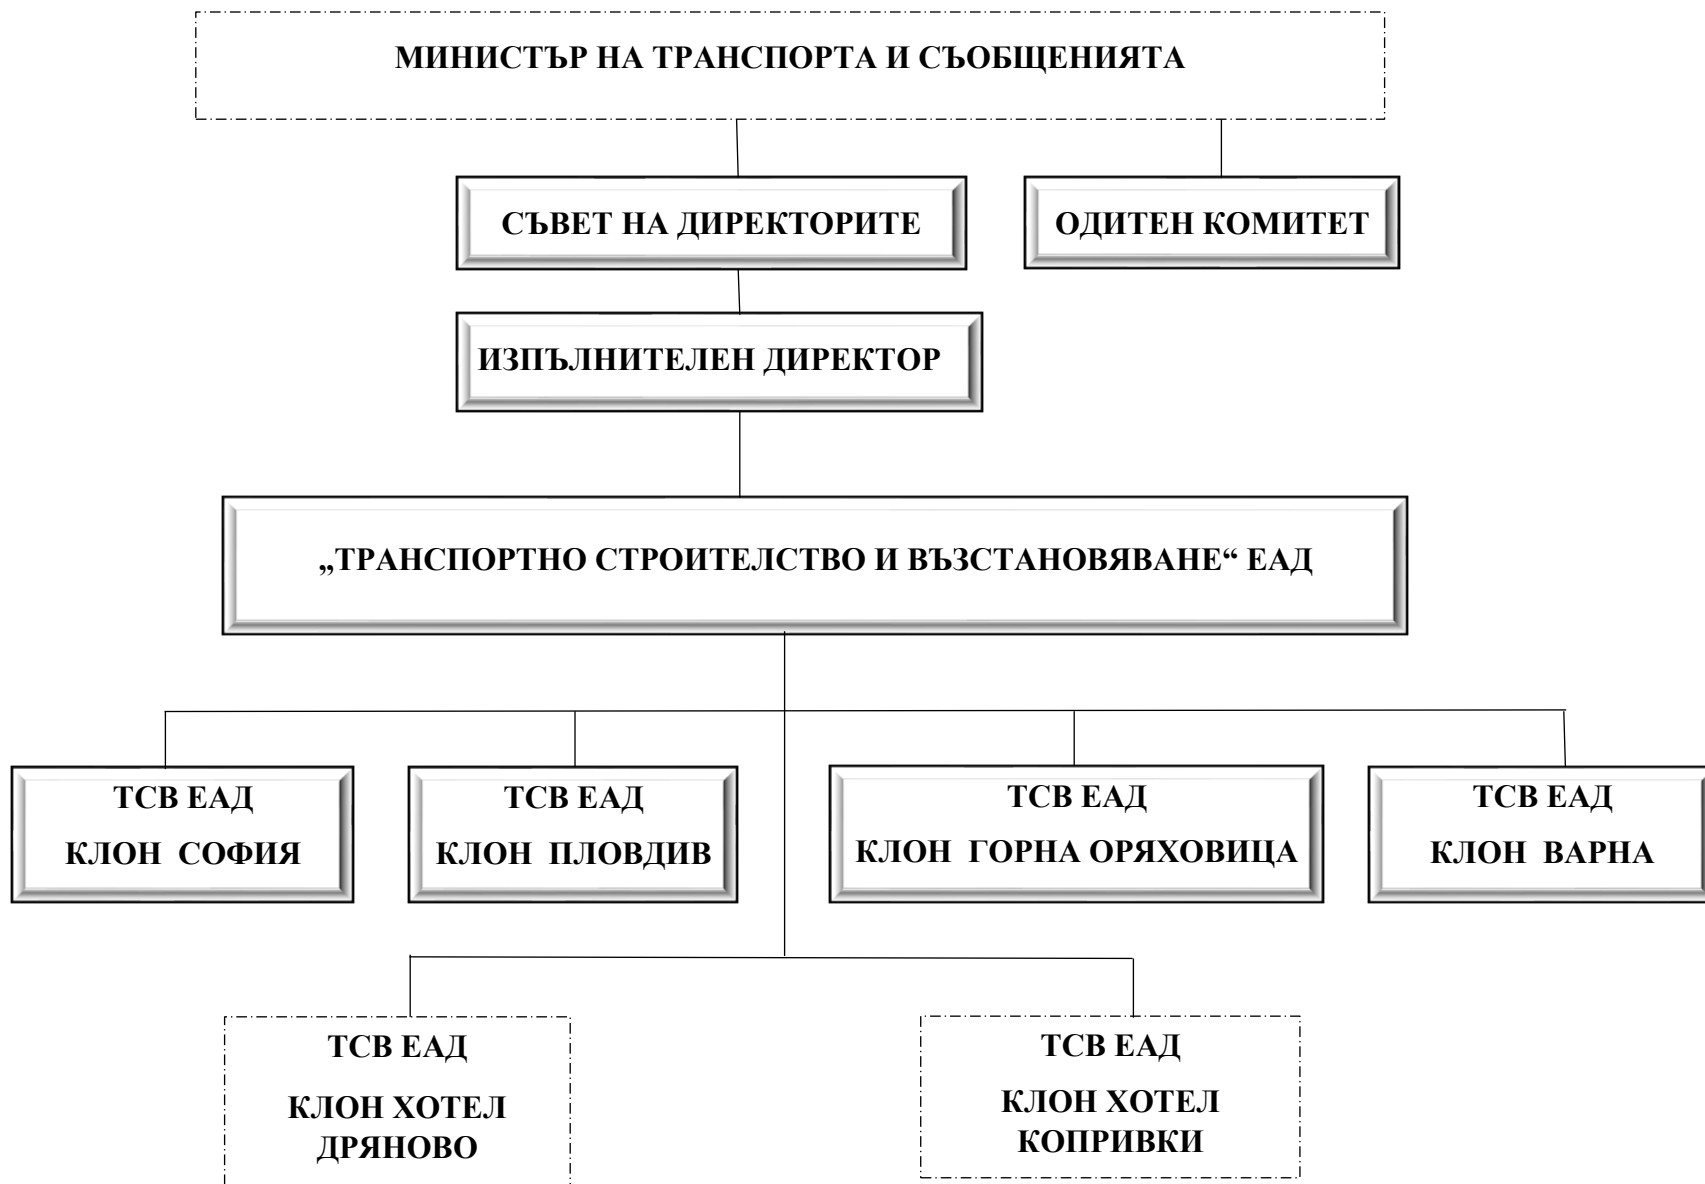 МИНИСТЪР НА ТРАНСПОРТА И СЪОБЩЕНИЯТА
СЪВЕТ НА ДИРЕКТОРИТЕ
ОДИТЕН КОМИТЕТ
ИЗПЪЛНИТЕЛЕН ДИРЕКТОР
„ТРАНСПОРТНО СТРОИТЕЛСТВО И ВЪЗСТАНОВЯВАНЕ“ ЕАД
ТСВ ЕАД
КЛОН СОФИЯ
ТСВ ЕАД
КЛОН ПЛОВДИВ
ТСВ ЕАД
КЛОН ГОРНА ОРЯХОВИЦА
ТСВ ЕАД
КЛОН ВАРНА
ТСВ ЕАД
КЛОН ХОТЕЛ
ДРЯНОВО
ТСВ ЕАД
КЛОН ХОТЕЛ
КОПРИВКИ